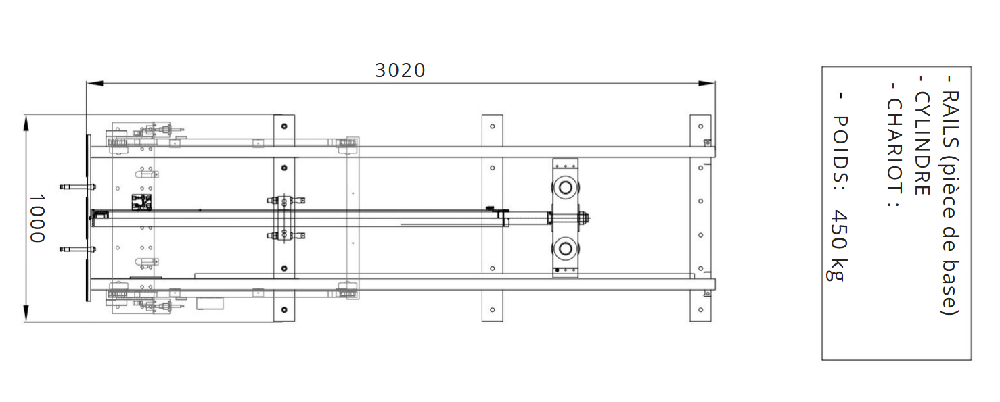 3020
1000
- RAILS (pièce de base)
- CYLINDRE
- CHARIOT :
- POIDS: 450 kg